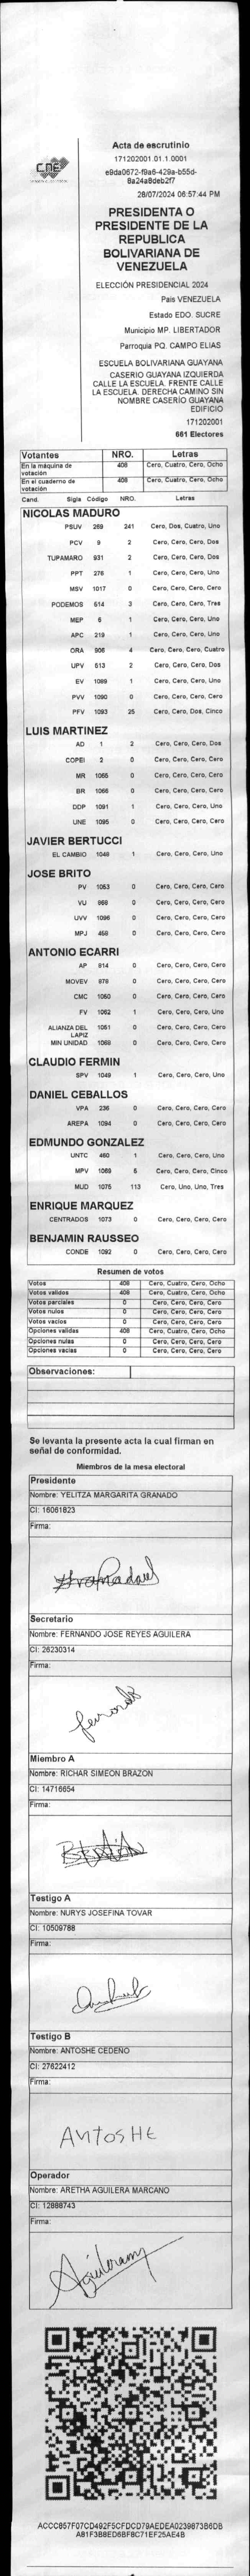 CNE
Acta de escrutinio
171202001.01.1.0001
e9da0672-f9a6-429a-b55d-
8a24a8deb2f7
28/07/2024 06:57:44 PM
PRESIDENTA O
PRESIDENTE DE LA
REPUBLICA
BOLIVARIANA DE
VENEZUELA
ELECCIÓN PRESIDENCIAL 2024
Pais VENEZUELA
Estado EDO. SUCRE
Municipio MP. LIBERTADOR
Parroquia PQ. CAMPO ELIAS
ESCUELA BOLIVARIANA GUAYANA
CASERIO GUAYANA IZQUIERDA
CALLE LA ESCUELA. FRENTE CALLE
LA ESCUELA. DERECHA CAMINO SIN
NOMBRE CASERÍO GUAYANA
EDIFICIO
171202001
661 Electores
Votantes NRO. Letras
En la máquina de votación 408 Cero, Cuatro, Cero, Ocho
En el cuaderno de votación 408 Cero, Cuatro, Cero, Ocho
Cand. Sigla Código NRO. Letras
NICOLAS MADURO
PSUV 269 241 Cero, Dos, Cuatro, Uno
PCV 9 2 Cero, Cero, Cero, Dos
TUPAMARO 931 2 Cero, Cero, Cero, Dos
PPT 276 1 Cero, Cero, Cero, Uno
MSV 1017 0 Cero, Cero, Cero, Cero
PODEMOS 514 3 Cero, Cero, Cero, Tres
MEP 6 1 Cero, Cero, Cero, Uno
APC 219 1 Cero, Cero, Cero, Uno
ORA 906 4 Cero, Cero, Cero, Cuatro
UPV 513 2 Cero, Cero, Cero, Dos
EV 1089 1 Cero, Cero, Cero, Uno
PVV 1090 0 Cero, Cero, Cero, Cero
PFV 1093 25 Cero, Cero, Dos, Cinco
LUIS MARTINEZ
AD 1 2 Cero, Cero, Cero, Dos
COPEI 2 0 Cero, Cero, Cero, Cero
MR 1065 0 Cero, Cero, Cero, Cero
BR 1066 0 Cero, Cero, Cero, Cero
DDP 1091 1 Cero, Cero, Cero, Uno
UNE 1095 0 Cero, Cero, Cero, Cero
JAVIER BERTUCCI
EL CAMBIO 1048 1 Cero, Cero, Cero, Uno
JOSE BRITO
PV 1053 0 Cero, Cero, Cero, Cero
VU 868 0 Cero, Cero, Cero, Cero
UVV 1096 0 Cero, Cero, Cero, Cero
MPJ 458 0 Cero, Cero, Cero, Cero
ANTONIO ECARRI
AP 814 0 Cero, Cero, Cero, Cero
MOVEV 978 0 Cero, Cero, Cero, Cero
CMC 1050 0 Cero, Cero, Cero, Cero
FV 1062 1 Cero, Cero, Cero, Uno
ALIANZA DEL LAPIZ 1051 0 Cero, Cero, Cero, Cero
MIN UNIDAD 1068 0 Cero, Cero, Cero, Cero
CLAUDIO FERMIN
SPV 1049 1 Cero, Cero, Cero, Uno
DANIEL CEBALLOS
VPA 236 0 Cero, Cero, Cero, Cero
AREPA 1094 0 Cero, Cero, Cero, Cero
EDMUNDO GONZALEZ
UNTC 460 1 Cero, Cero, Cero, Uno
MPV 1069 5 Cero, Cero, Cero, Cinco
MUD 1075 113 Cero, Uno, Uno, Tres
ENRIQUE MARQUEZ
CENTRADOS 1073 0 Cero, Cero, Cero, Cero
BENJAMIN RAUSSEO
CONDE 1092 0 Cero, Cero, Cero, Cero
Resumen de votos
Votos 408 Cero, Cuatro, Cero, Ocho
Votos validos 408 Cero, Cuatro, Cero, Ocho
Votos parciales 0 Cero, Cero, Cero, Cero
Votos nulos 0 Cero, Cero, Cero, Cero
Votos vacios 0 Cero, Cero, Cero, Cero
Opciones validas 408 Cero, Cuatro, Cero, Ocho
Opciones nulas 0 Cero, Cero, Cero, Cero
Opciones vacias 0 Cero, Cero, Cero, Cero
Observaciones:
Se levanta la presente acta la cual firman en
señal de conformidad.
Miembros de la mesa electoral
Presidente
Nombre: YELITZA MARGARITA GRANADO
CI: 16061823
Firma:
Secretario
Nombre: FERNANDO JOSE REYES AGUILERA
CI: 26230314
Firma:
Miembro A
Nombre: RICHAR SIMEON BRAZON
CI: 14716654
Firma:
Testigo A
Nombre: NURYS JOSEFINA TOVAR
CI: 10509788
Firma:
Testigo B
Nombre: ANTOSHE CEDENO
CI: 27622412
Firma:
ANTOSHE
Operador
Nombre: ARETHA AGUILERA MARCANO
CI: 12888743
Firma:
ACCC857F07CD492F5CFDCD79AEDEA0239873B6DB
A81F3B8ED6BF8C71EF25AE4B